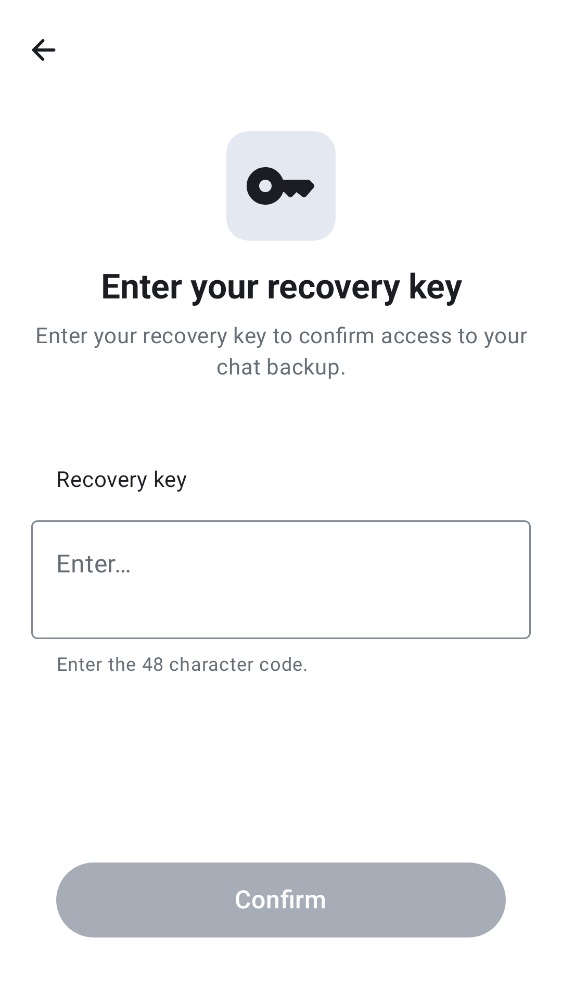 Enter your recovery key
Enter your recovery key to confirm access to your
chat backup.
Recovery key
Enter...
Enter the 48 character code.
Confirm